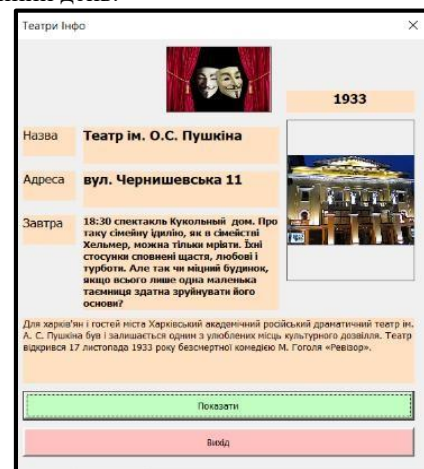 Театри Інфо
1933
Назва
Театр ім. О.С. Пушкіна
Адреса
вул. Чернишевська 11
Завтра
18:30 спектакль Кукольный дом. Про
таку сімейну ідилію, як в сімействі
Хельмер, можна тільки мріяти. Їхні
стосунки сповнені щастя, любові і
турботи. Але так чи міцний будинок,
якщо всього лише одна маленька
таємниця здатна зруйнувати його
основи?
Для харків'ян і гостей міста Харківський академічний російський драматичний театр ім.
А. С. Пушкіна був і залишається одним з улюблених місць культурного дозвілля. Театр
відкрився 17 листопада 1933 року безсмертної комедією М. Гоголя «Ревізор».
Показати
Вихід